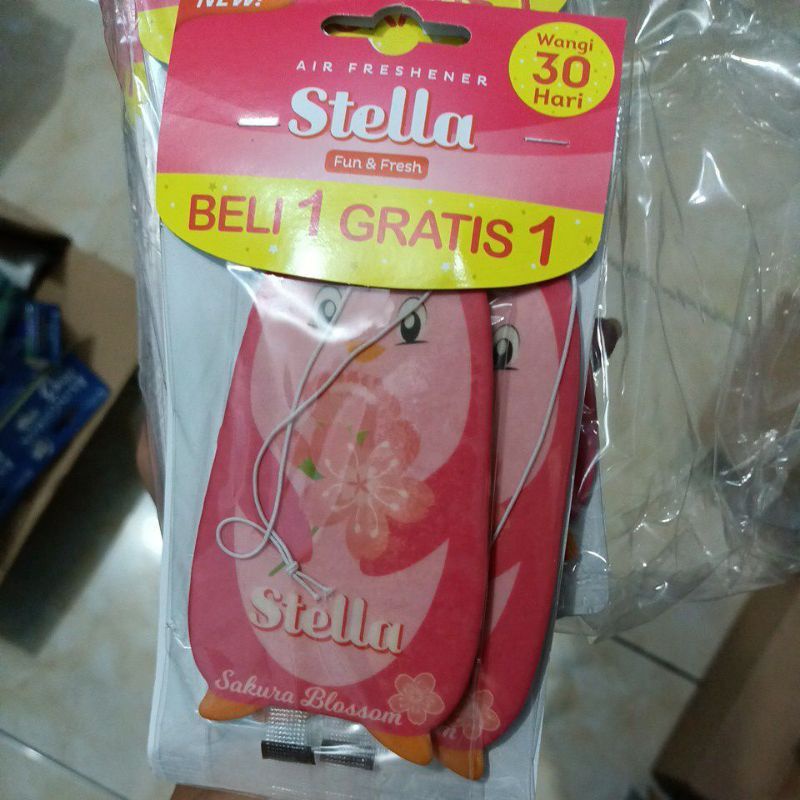 NEW!
AIR FRESHENER
Stella
Fun & Fresh
Wangi
30
Hari
BELI 1 GRATIS 1
Stella
Sakura Blossom